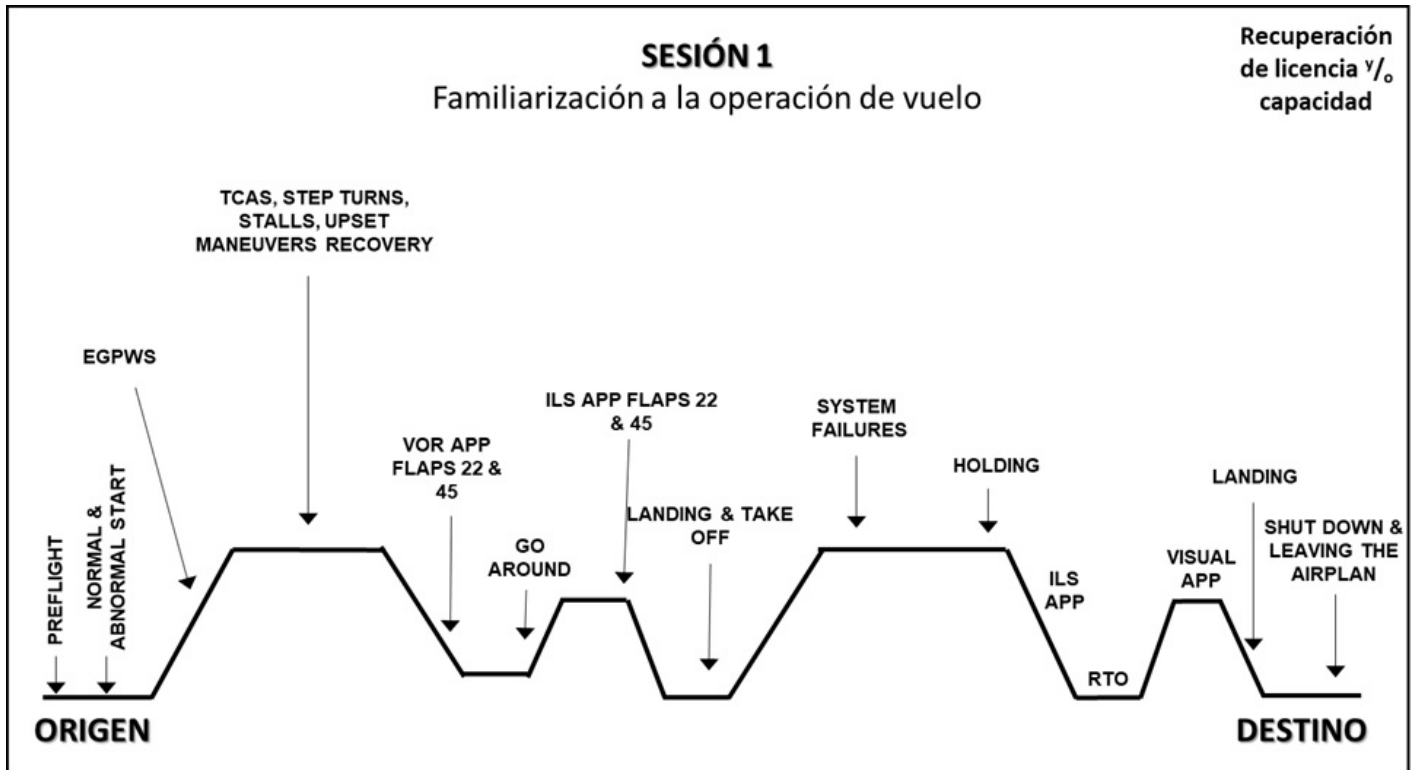 SESIÓN 1
Familiarización a la operación de vuelo
Recuperación
de licencia y/o
capacidad
TCAS, STEP TURNS,
STALLS, UPSET
MANEUVERS RECOVERY
EGPWS
PREFLIGHT
NORMAL &
ABNORMAL START
VOR APP
FLAPS 22 &
45
GO
AROUND
ILS APP FLAPS 22
& 45
LANDING & TAKE
OFF
SYSTEM
FAILURES
HOLDING
ILS
APP
RTO
VISUAL
APP
LANDING
SHUT DOWN &
LEAVING THE
AIRPLAN
ORIGEN
DESTINO